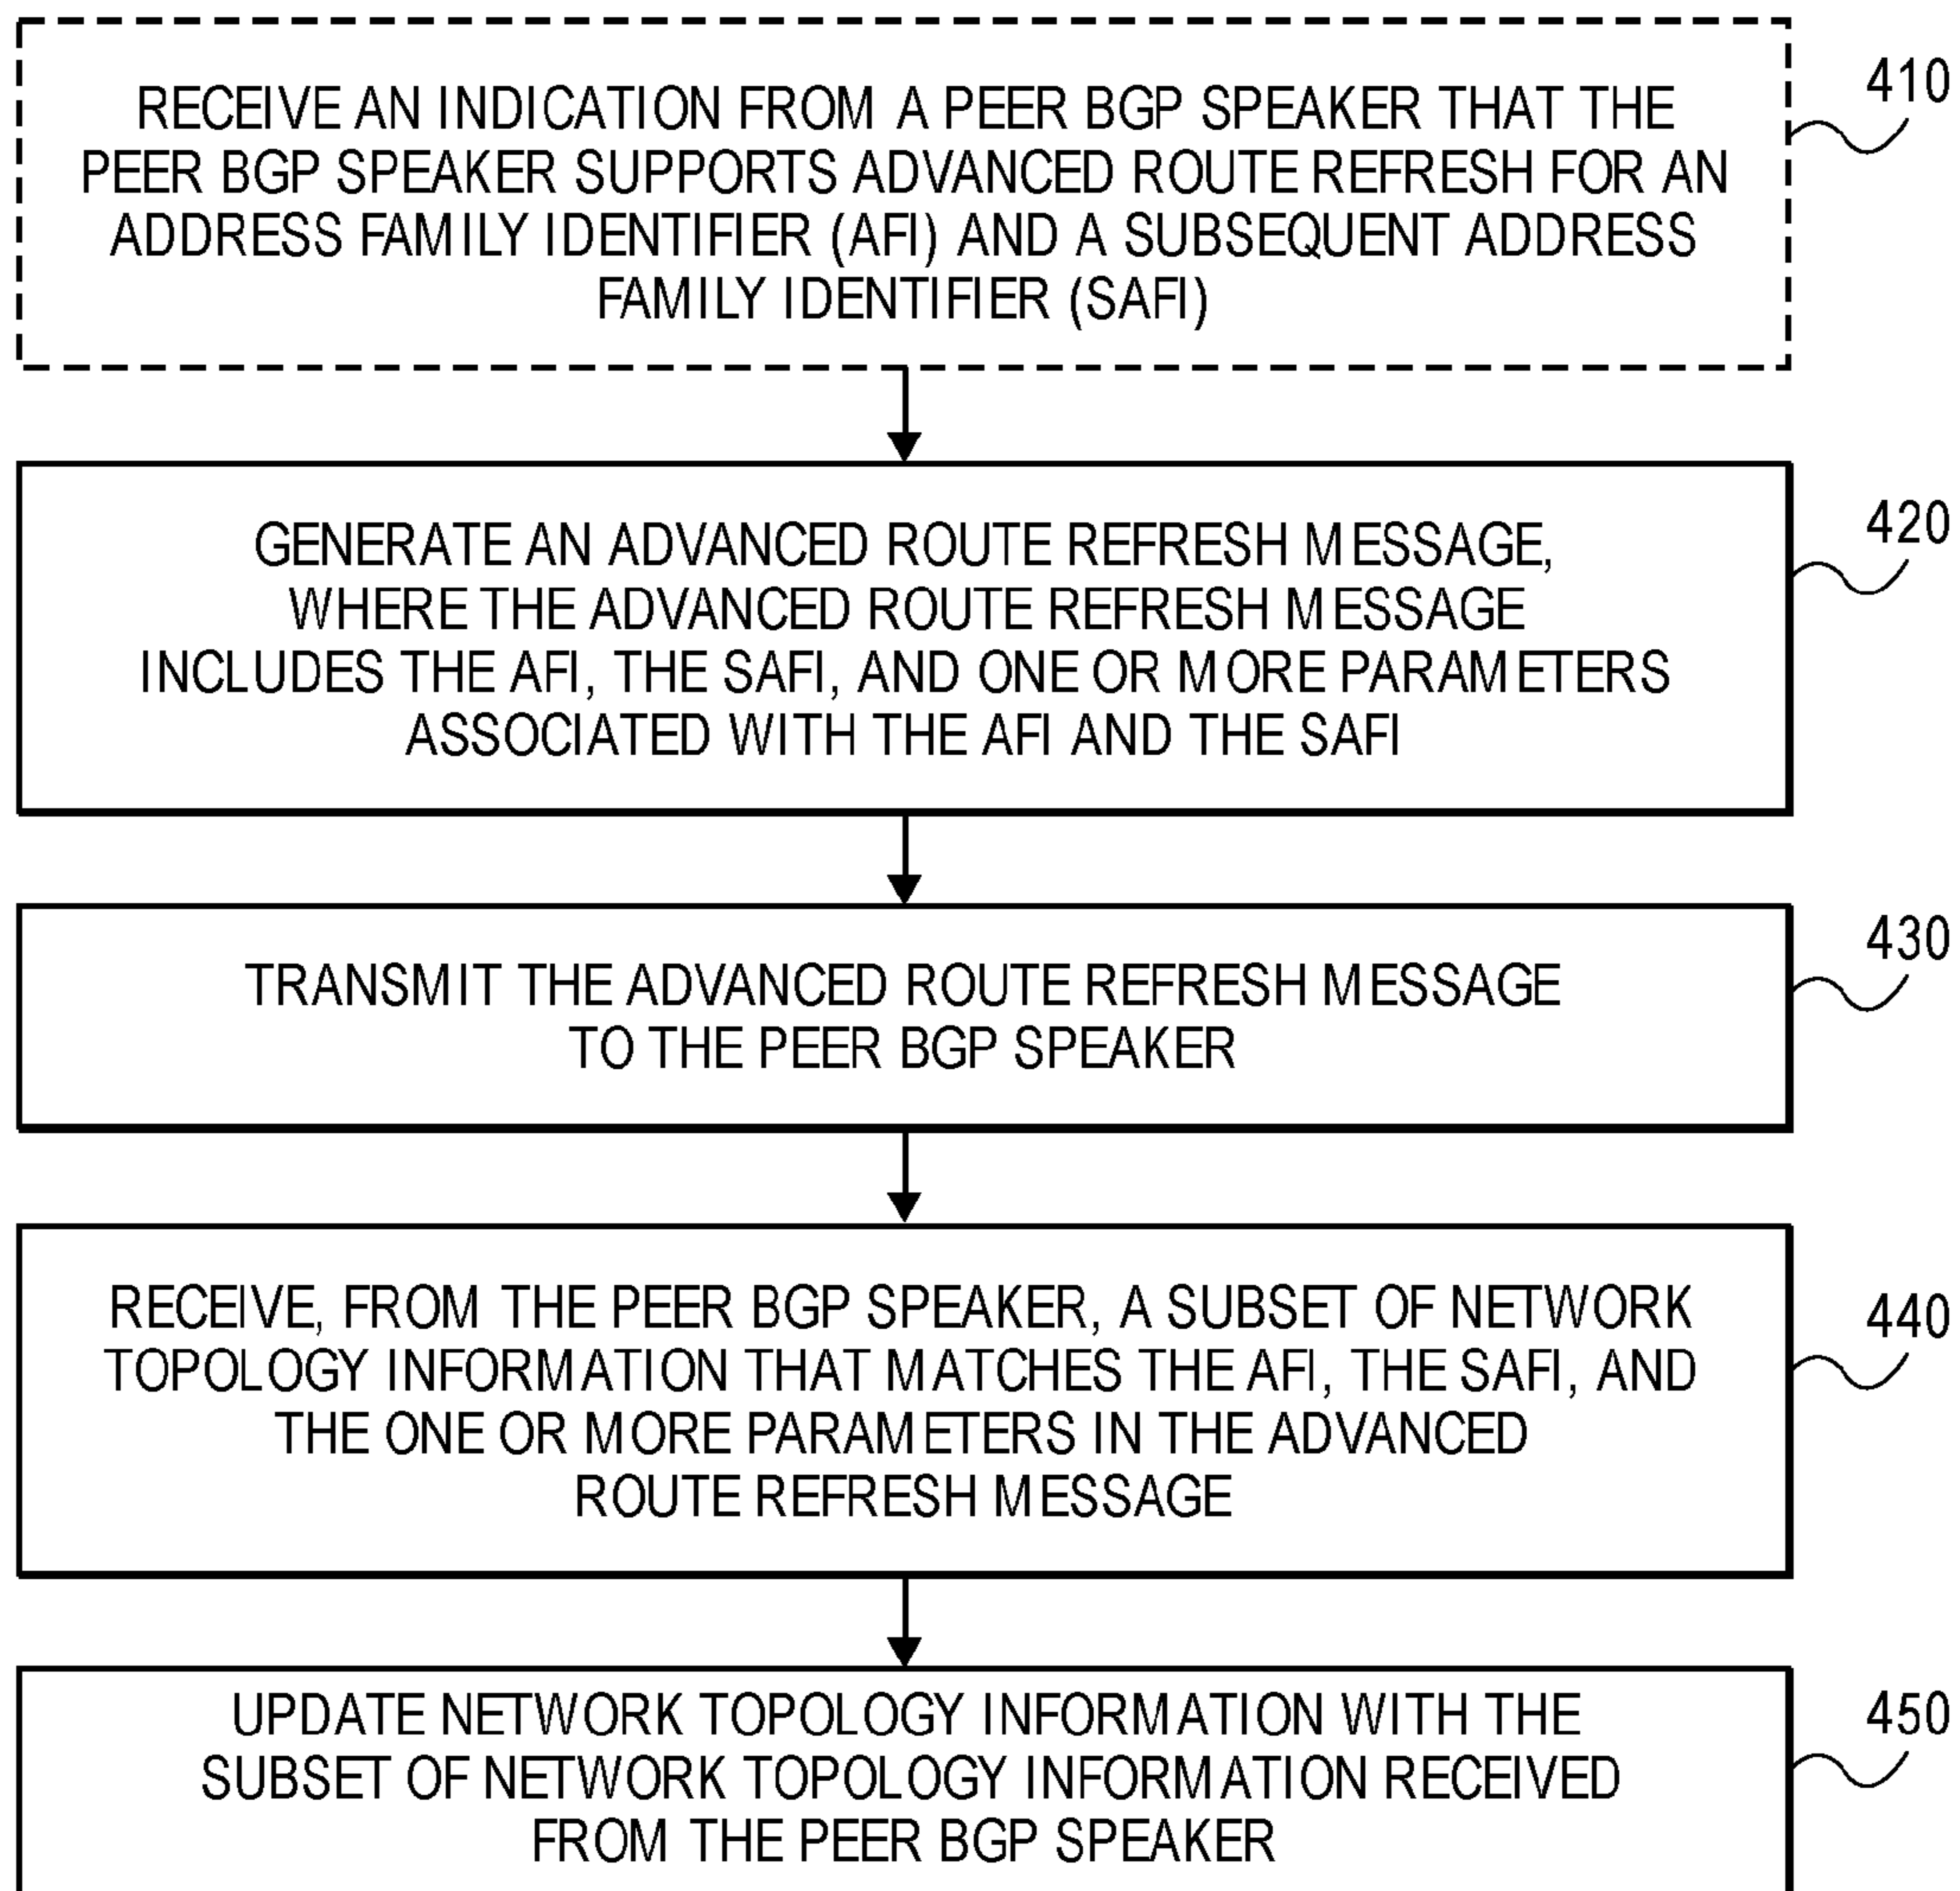 RECEIVE AN INDICATION FROM A PEER BGP SPEAKER THAT THE
PEER BGP SPEAKER SUPPORTS ADVANCED ROUTE REFRESH FOR AN
ADDRESS FAMILY IDENTIFIER (AFI) AND A SUBSEQUENT ADDRESS
FAMILY IDENTIFIER (SAFI)
410
GENERATE AN ADVANCED ROUTE REFRESH MESSAGE,
WHERE THE ADVANCED ROUTE REFRESH MESSAGE
INCLUDES THE AFI, THE SAFI, AND ONE OR MORE PARAMETERS
ASSOCIATED WITH THE AFI AND THE SAFI
420
TRANSMIT THE ADVANCED ROUTE REFRESH MESSAGE
TO THE PEER BGP SPEAKER
430
RECEIVE, FROM THE PEER BGP SPEAKER, A SUBSET OF NETWORK
TOPOLOGY INFORMATION THAT MATCHES THE AFI, THE SAFI, AND
THE ONE OR MORE PARAMETERS IN THE ADVANCED
ROUTE REFRESH MESSAGE
440
UPDATE NETWORK TOPOLOGY INFORMATION WITH THE
SUBSET OF NETWORK TOPOLOGY INFORMATION RECEIVED
FROM THE PEER BGP SPEAKER
450